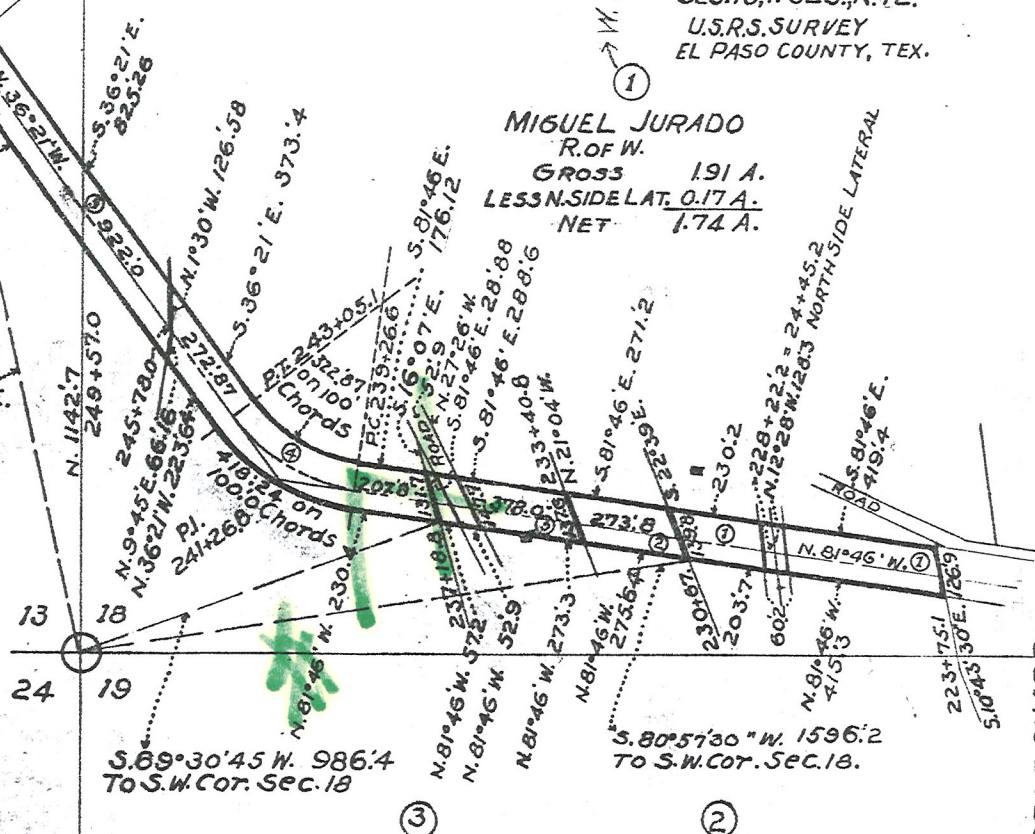 U.S.R.S. SURVEY
EL PASO COUNTY, TEX.
W.
1
MIGUEL JURADO
R. OF W.
GROSS 1.91 A.
LESS N. SIDE LAT. 0.17 A.
NET 1.74 A.
N. 36°21' W.
S. 36°21' E.
825.26
3
922.0
N. 1°30' W. 126.58
S. 36°21' E. 373.4
272.87
N 1142.7
249+57.0
245+78.0
N. 9°45' E. 66.16
N. 36°21' W.
418.24 on
100.0 Chords
P.I.
241+268
P.I. 243+05.1
322.87
on 100
Chords
4
P.C. 239+26.6
S. 81°46' E.
176.12
S. 16°07' E.
52.9
ROAD
N. 27°26' W.
S. 81°46' E. 28.88
S. 81°46' E. 288.6
207.8
378.0
3
233+40.8
N. 21°04' W.
S. 81°46' E. 271.2
273.8
2
S. 22°39' E.
138.8
230.2
1
228+22.2 = 24+45.2
N. 12°28' W. 128.3 NORTH SIDE LATERAL
S. 81°46' E.
419.4
ROAD
N. 81°46' W. 1
126.9
N. 81°46' W. 230.4
237+18.8
N. 81°46' W. 57.2
N. 81°46' W. 52.9
N. 81°46' W. 273.3
N. 81°46' W.
275.64
230+67.
203.7
60.2
N. 81°46' W.
415.3
223+75.1
S. 10°43'30" E.
13 18
24 19
S. 89°30'45 W. 986.4
TO S.W. Cor. Sec. 18
S. 80°57'30" W. 1596.2
TO S.W. Cor. Sec. 18.
3
2